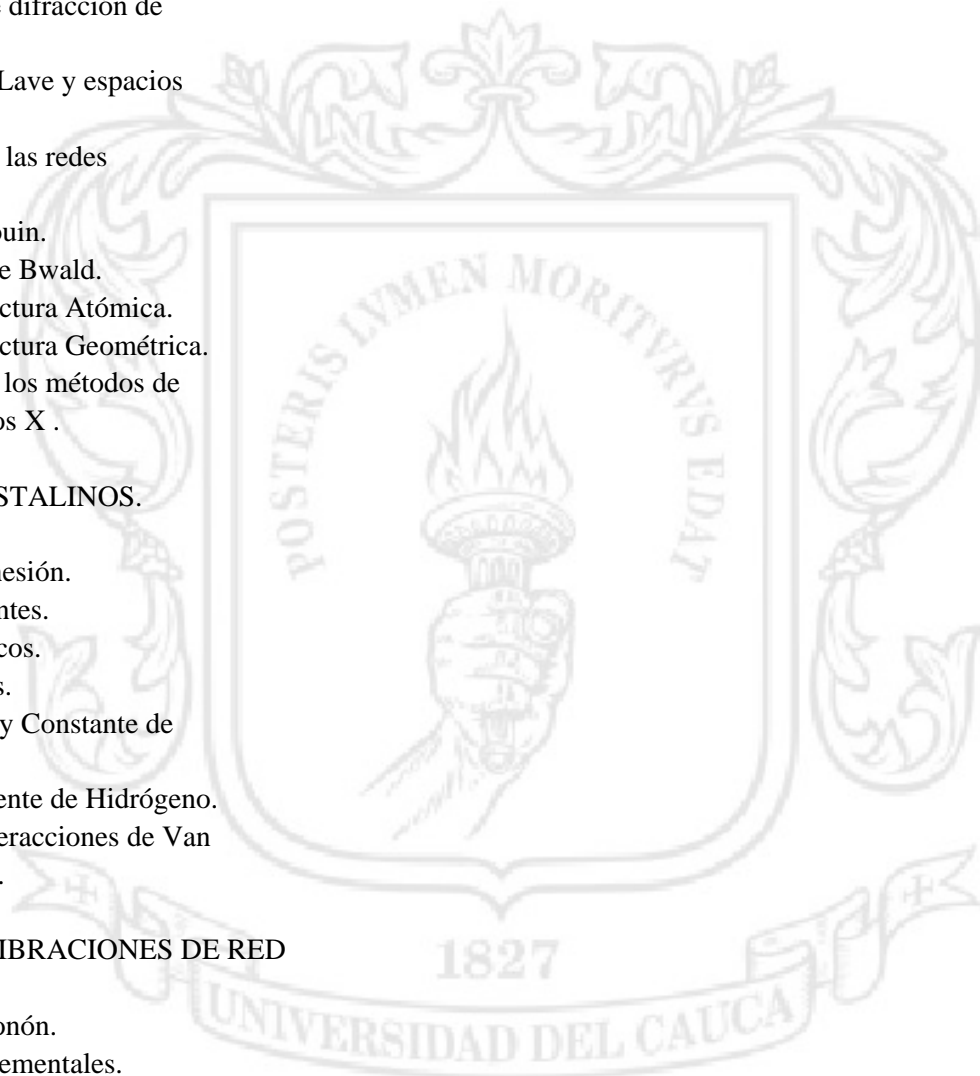 difracción de
Lave y espacios
las redes
uin.
e Bwald.
ctura Atómica.
ctura Geométrica.
los métodos de
os X .
STALINOS.
esión.
ntes.
cos.
s.
y Constante de
ente de Hidrógeno.
eracciones de Van
.
IBRACIONES DE RED
onón.
ementales.
POSTERIS LVMEN MORITVRVS EDAT
1827
UNIVERSIDAD DEL CAUCA